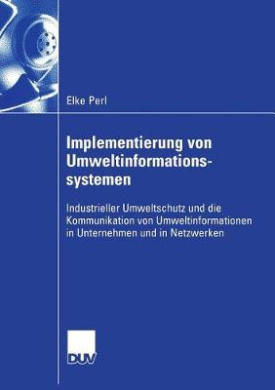 Elke Perl
Implementierung von
Umweltinformations-
systemen
Industrieller Umweltschutz und die
Kommunikation von Umweltinformationen
in Unternehmen und in Netzwerken
DUV